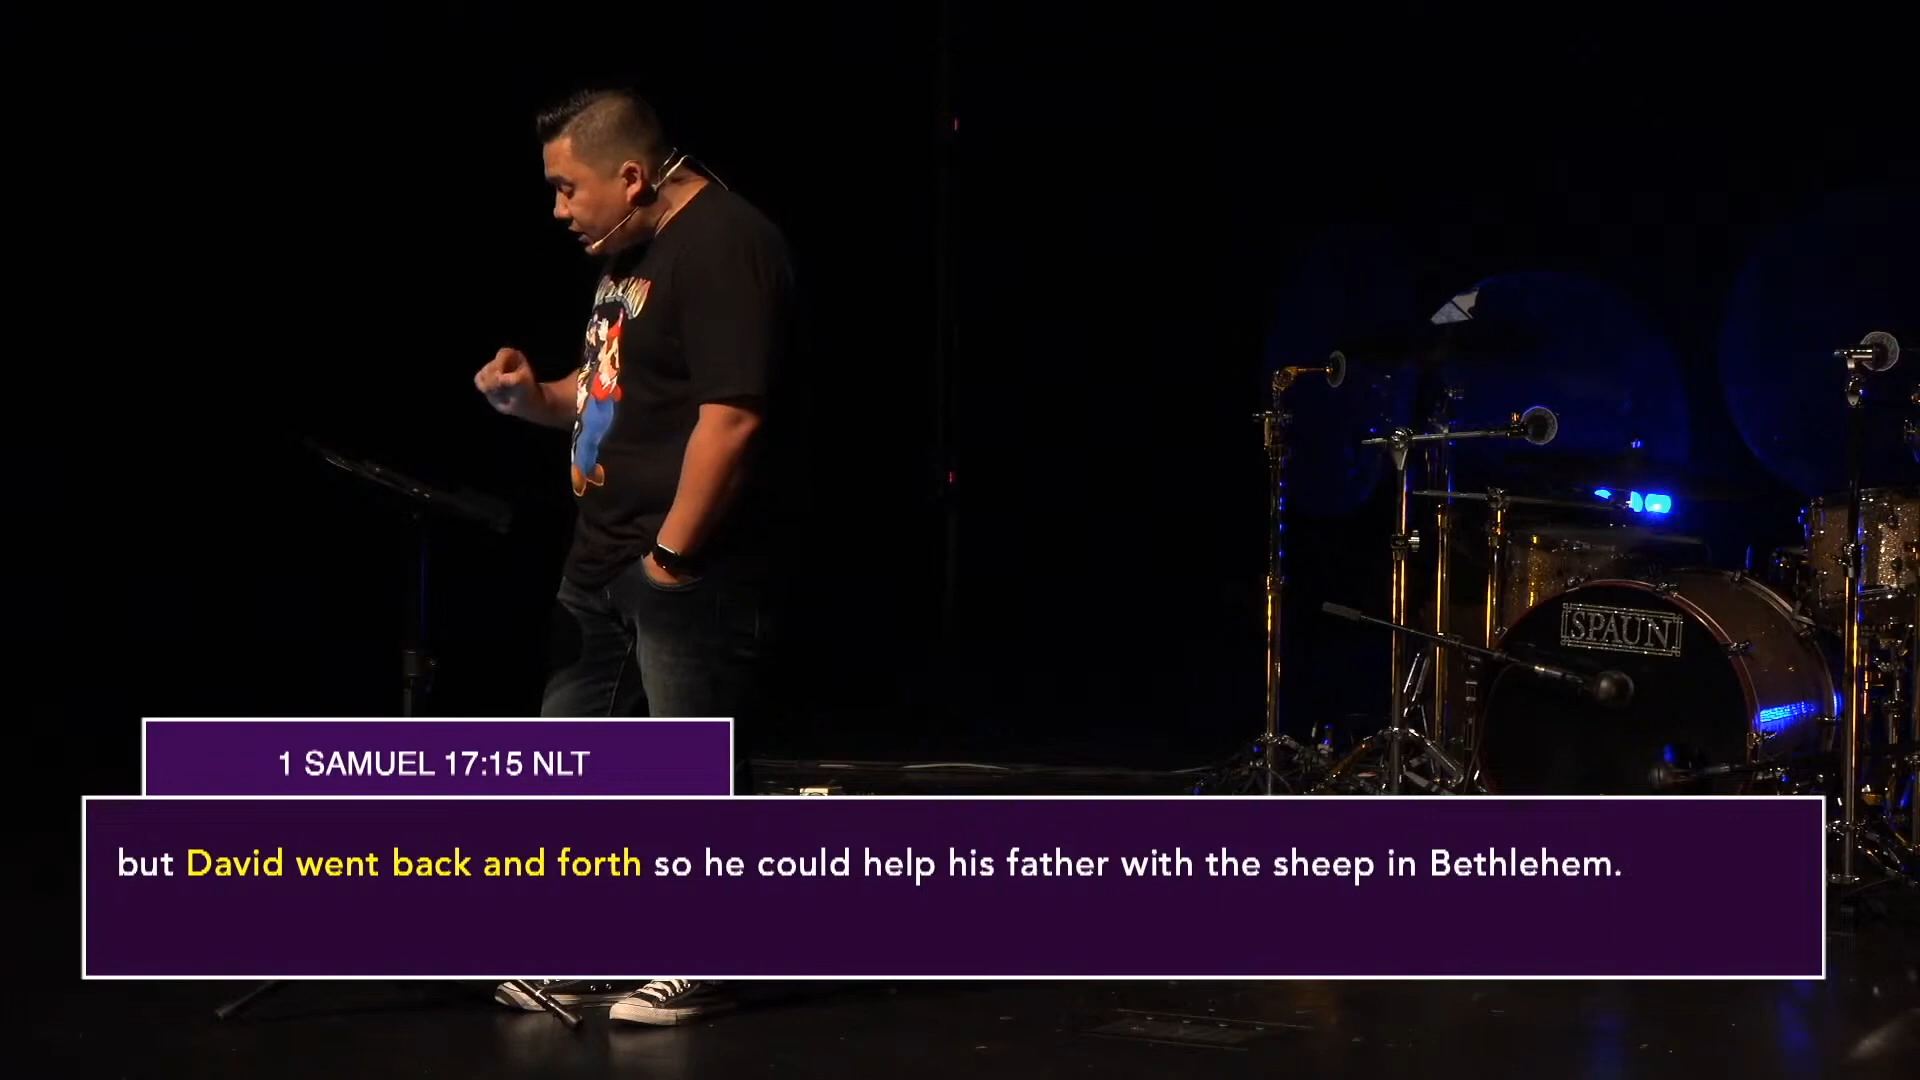 SPAUN
1 SAMUEL 17:15 NLT
but David went back and forth so he could help his father with the sheep in Bethlehem.